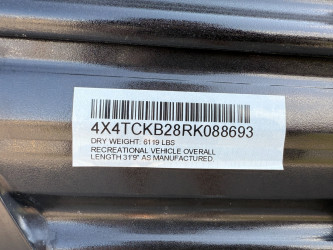 4X4TCKB28RK088693
DRY WEIGHT: 6119 LBS
RECREATIONAL VEHICLE OVERALL
LENGTH 31'9" AS MANUFACTURED.